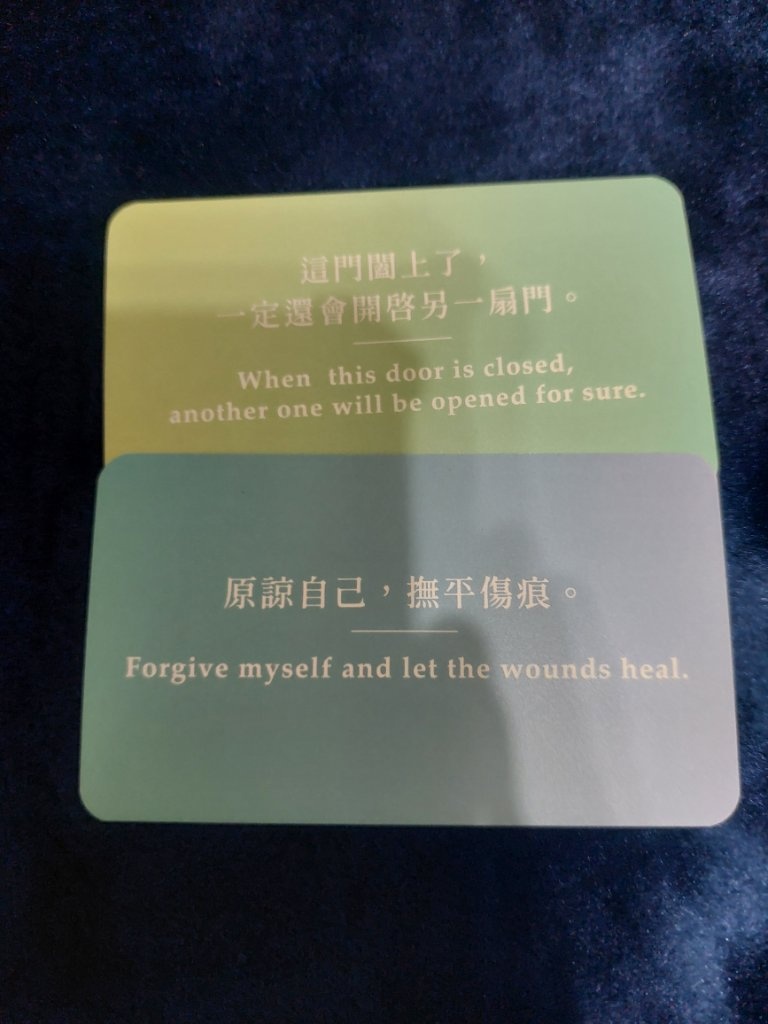 這門闔上了，
一定還會開啓另一扇門。
When this door is closed,
another one will be opened for sure.
原諒自己，撫平傷痕。
Forgive myself and let the wounds heal.